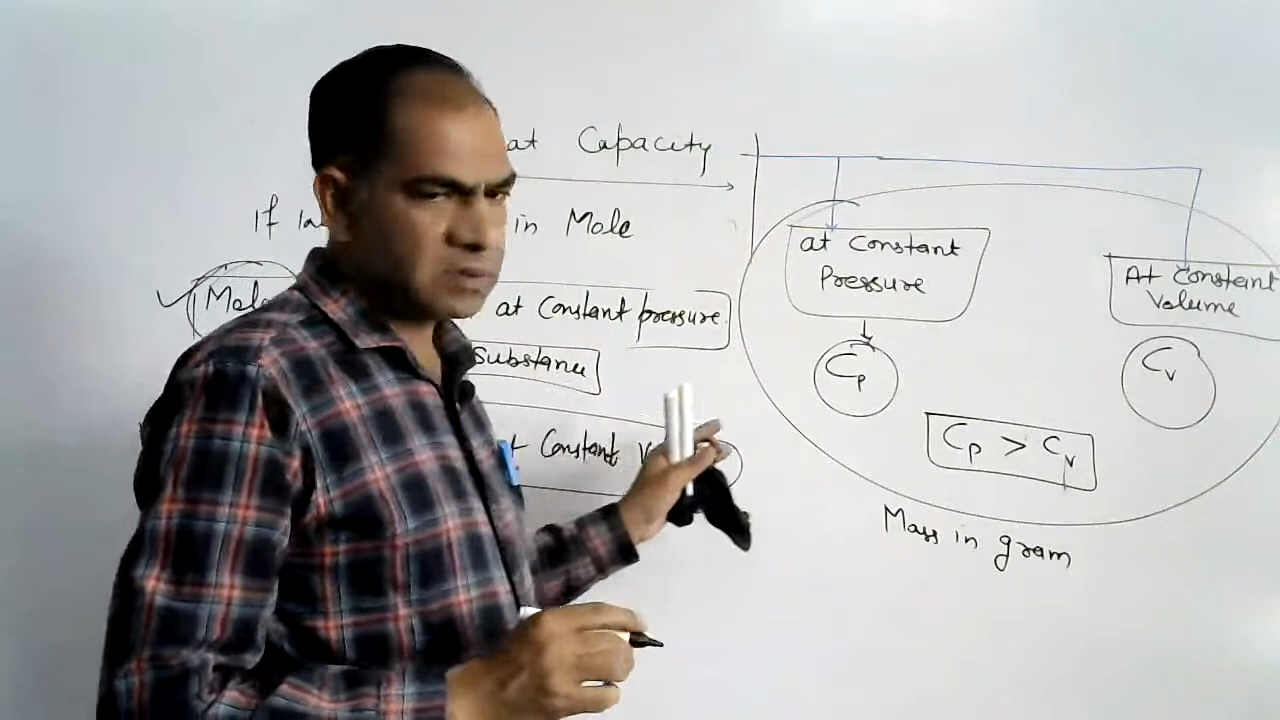 at Capacity
If in Mole
at Constant pressure
Substance
Constant
at Constant
Pressure
Cp
At Constant
Volume
Cv
Cp > Cv
Mass in gram